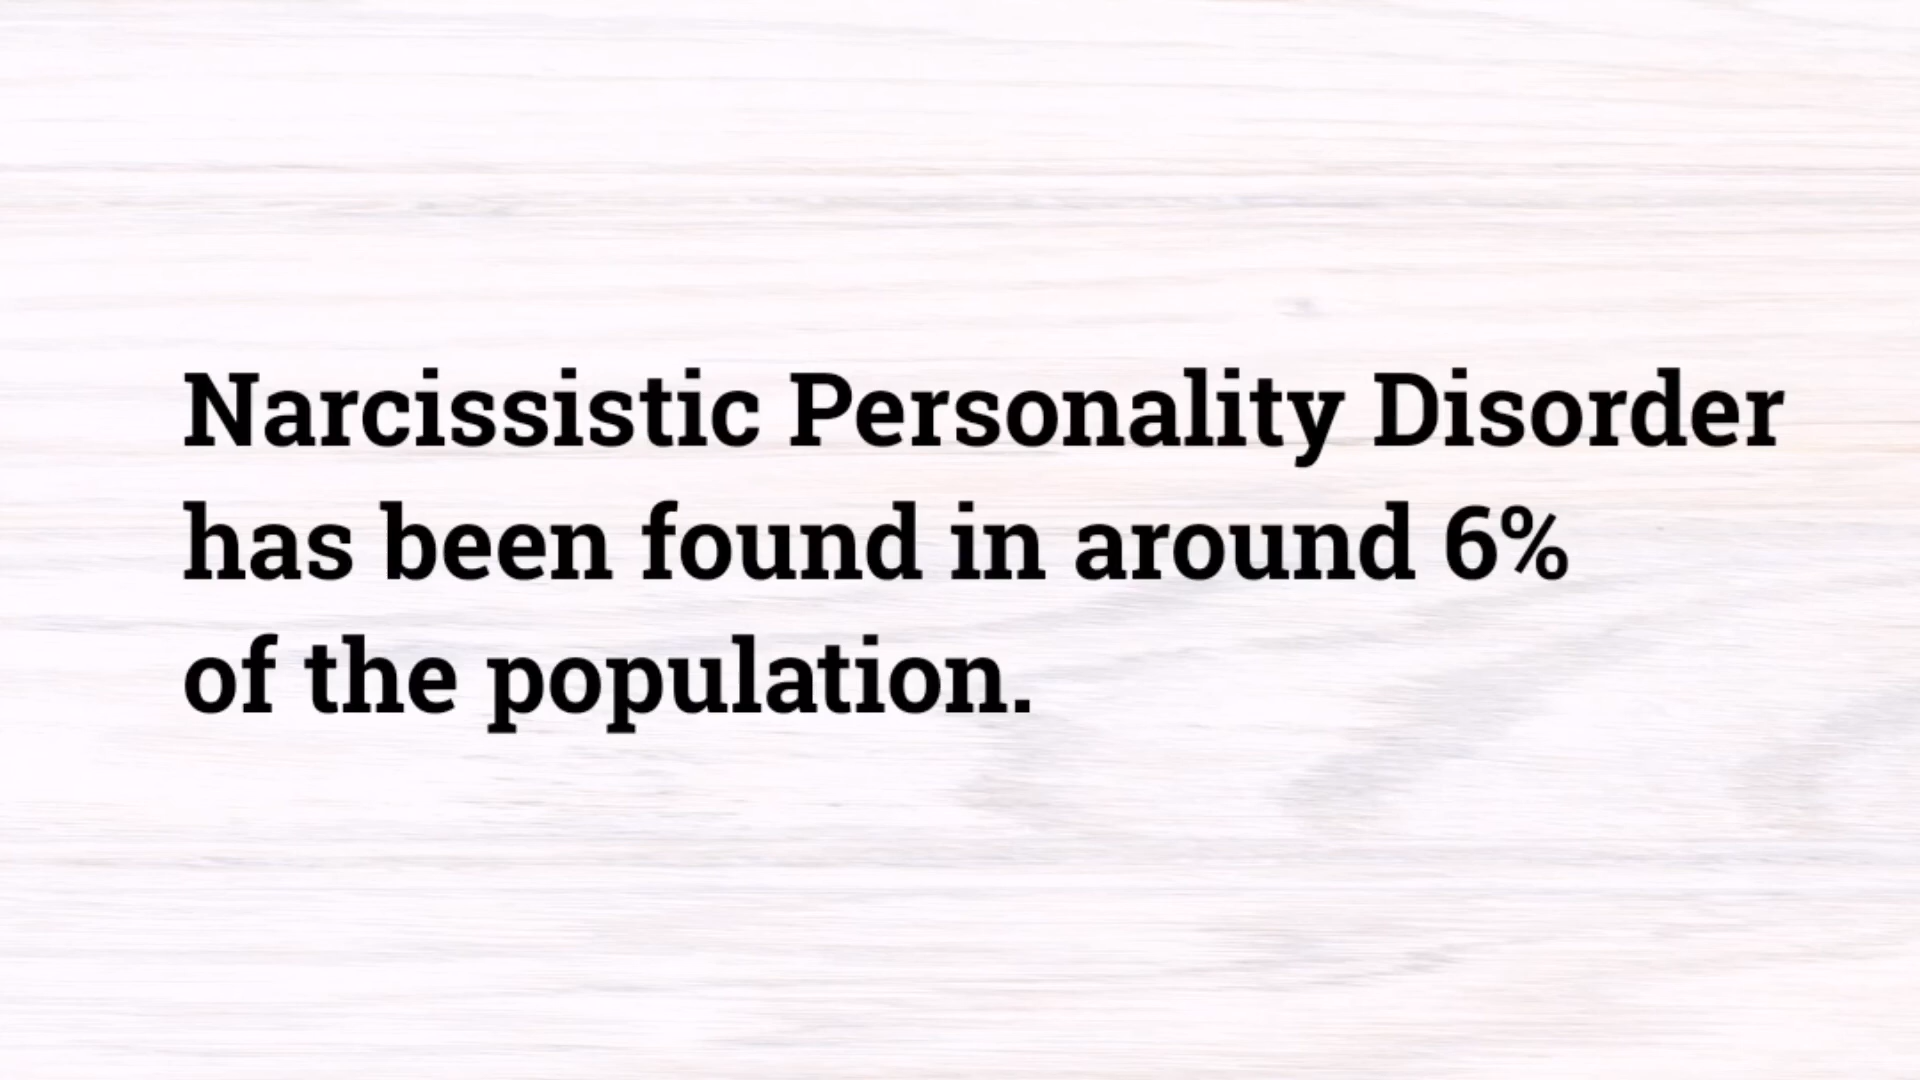 Narcissistic Personality Disorder
has been found in around 6%
of the population.